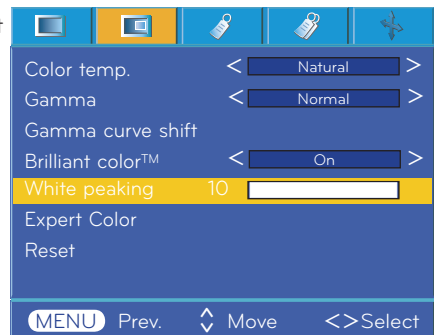 Color temp. < Natural >
Gamma < Normal >
Gamma curve shift
Brilliant color™ < On >
White peaking 10
Expert Color
Reset
MENU Prev. Move <> Select